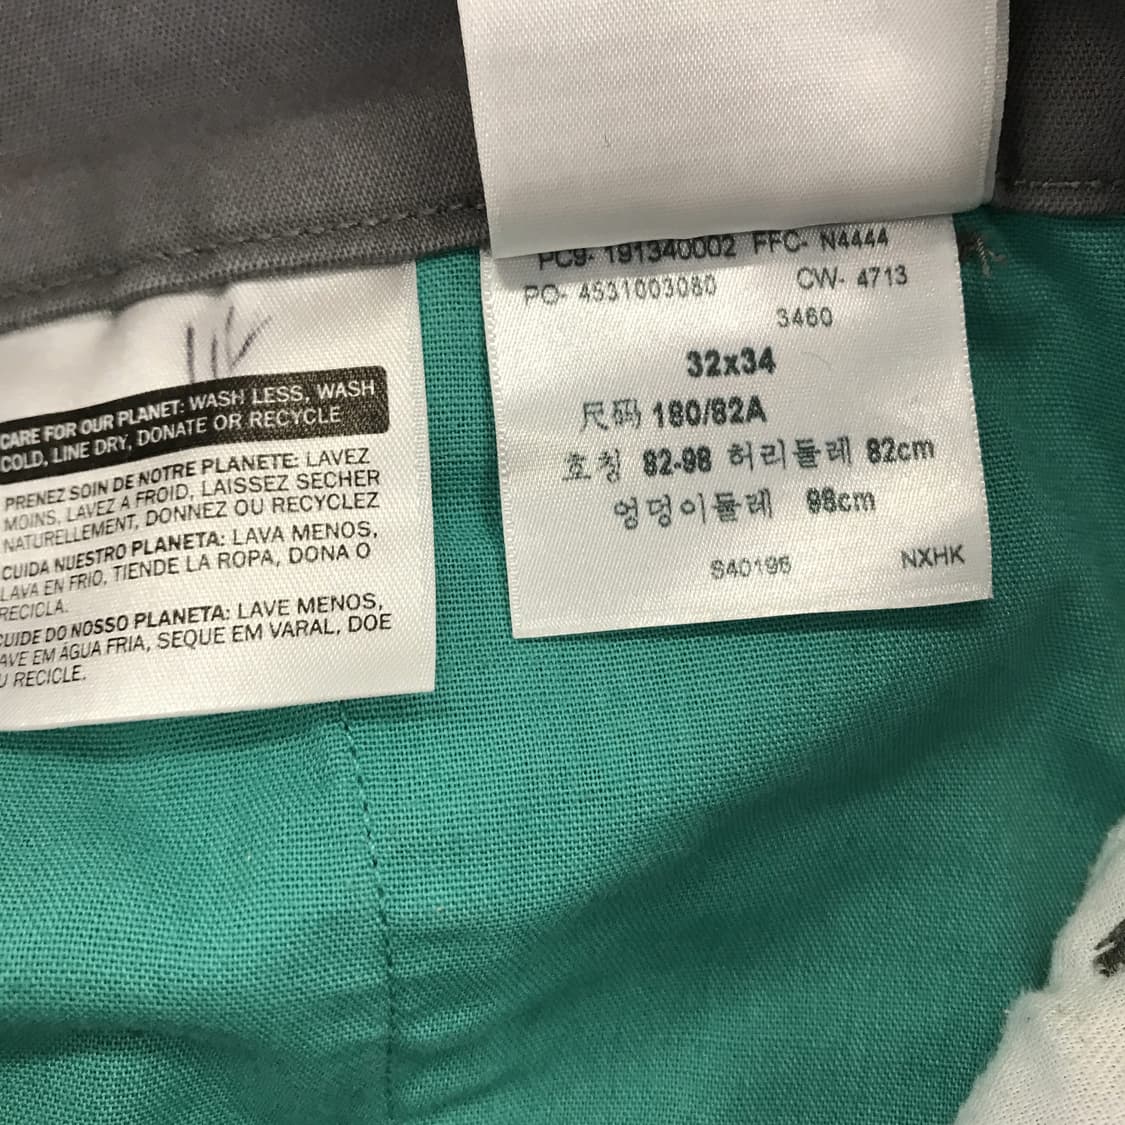 CARE FOR OUR PLANET: WASH LESS, WASH
COLD, LINE DRY, DONATE OR RECYCLE
PRENEZ SOIN DE NOTRE PLANETE: LAVEZ
MOINS, LAVEZ A FROID, LAISSEZ SECHER
NATURELLEMENT, DONNEZ OU RECYCLEZ
CUIDA NUESTRO PLANETA: LAVA MENOS,
LAVA EN FRIO, TIENDE LA ROPA, DONA O
RECICLA.
CUIDE DO NOSSO PLANETA: LAVE MENOS,
AVE EM ÁGUA FRIA, SEQUE EM VARAL, DOE
U RECICLE.
PC9- 191340002 FFC- N4444
PO- 4531003080 CW- 4713
3460
32x34
尺码 180/82A
호칭 82-98 허리둘레 82cm
엉덩이둘레 98cm
S40196 NXHK